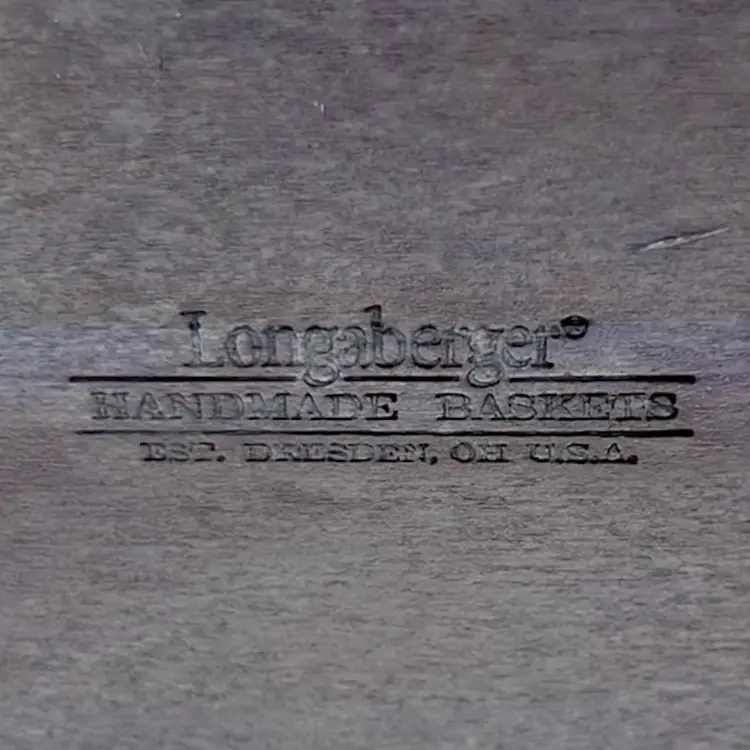 Longaberger®
HANDMADE BASKETS
EST. DRESDEN, OH U.S.A.